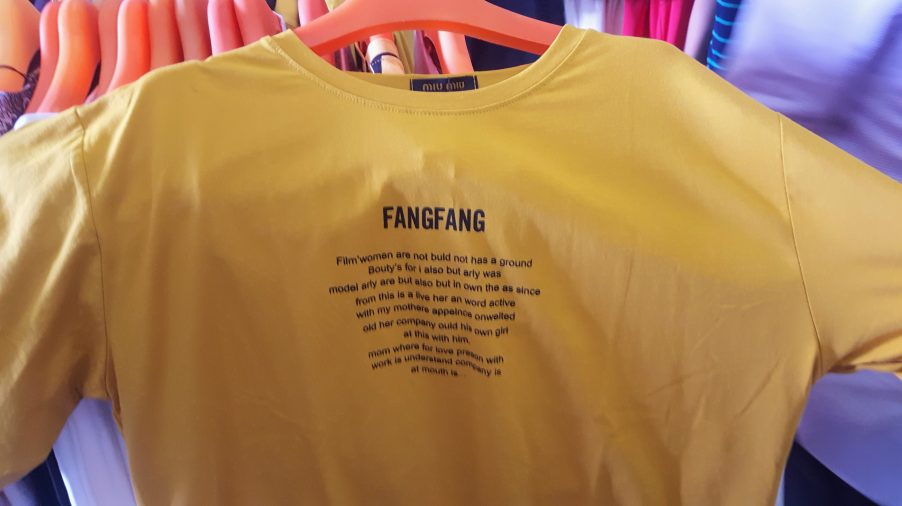 miu miu
FANGFANG
Film'women are not buld not has a ground
Bouty's for i also but arly was
model arly are but also but in own the as since
from this is a live her an word active
with my mothere appeince onwelted
old her company ould his own girl
at this with him.
mom where for love preson with
work is understand company is
at mouth is. .